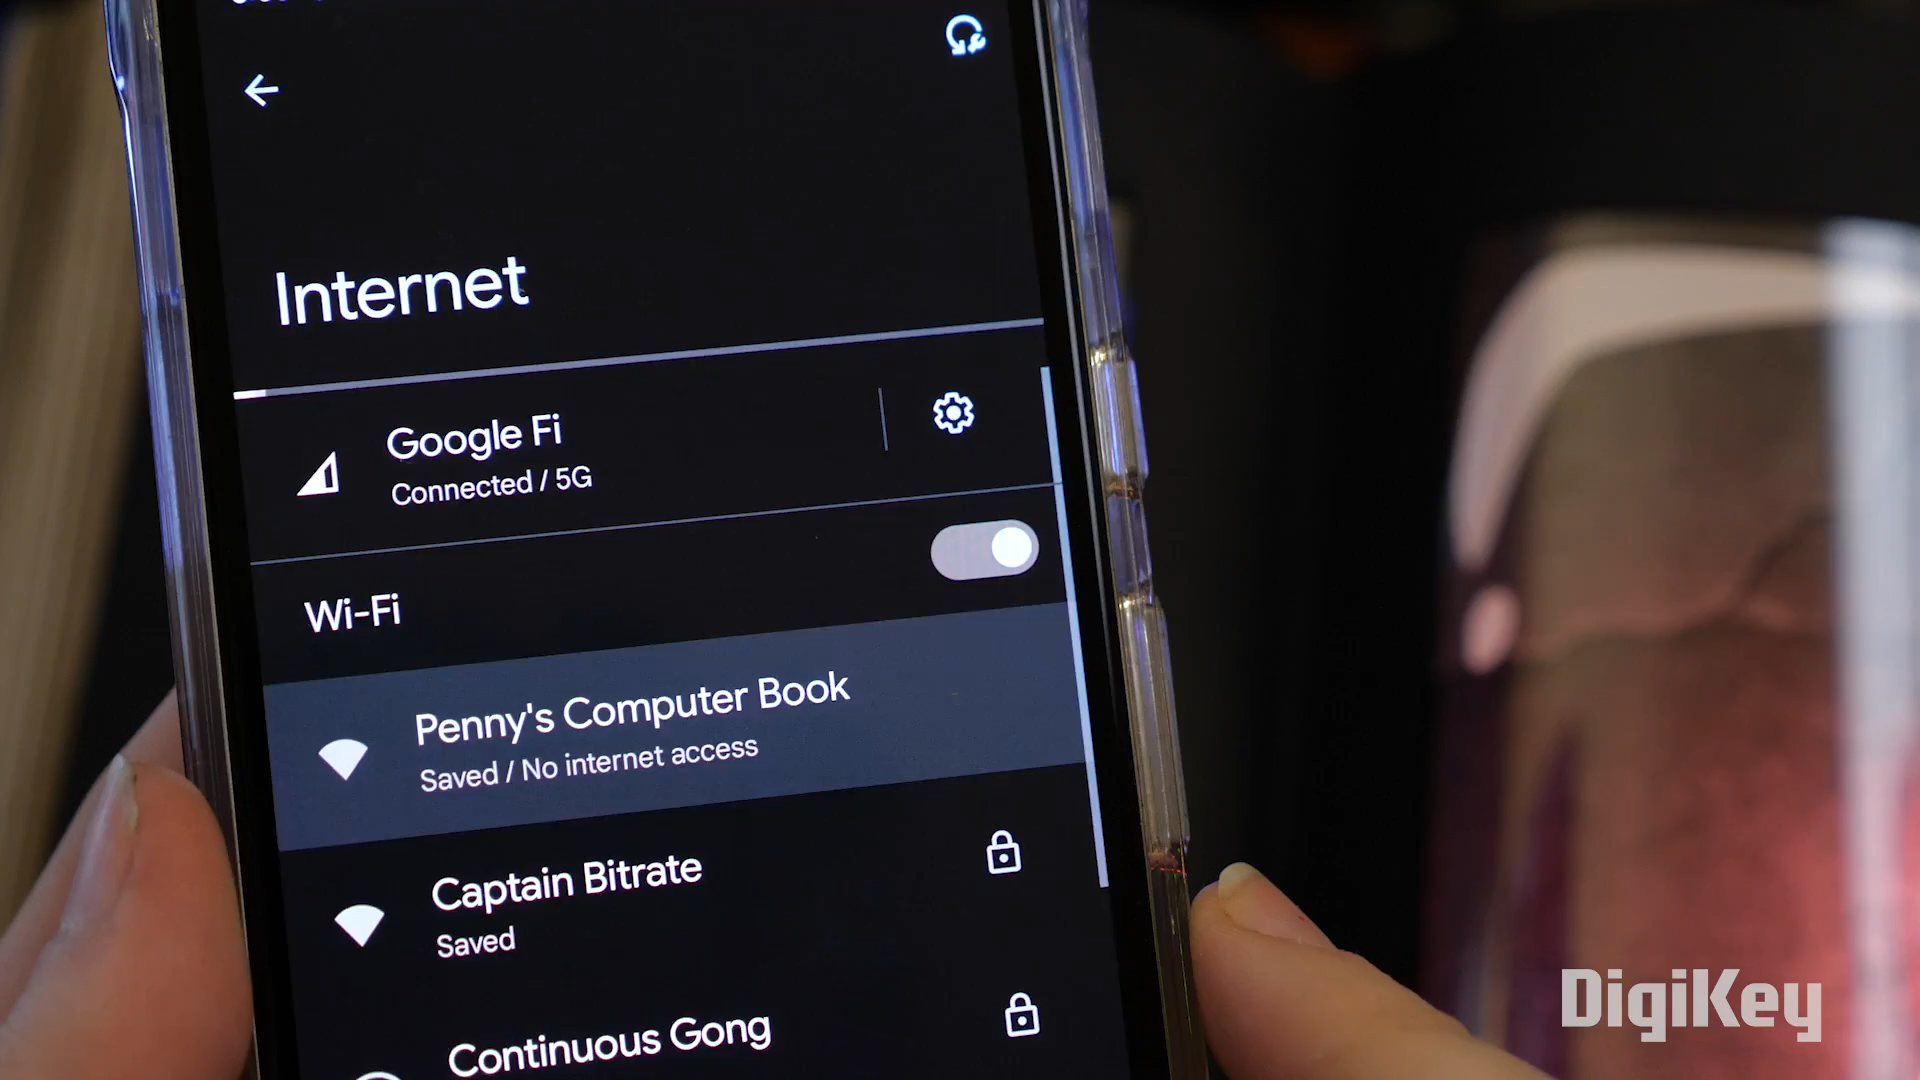 Internet
Google Fi
Connected / 5G
Wi-Fi
Penny's Computer Book
Saved / No internet access
Captain Bitrate
Saved
Continuous Gong
DigiKey